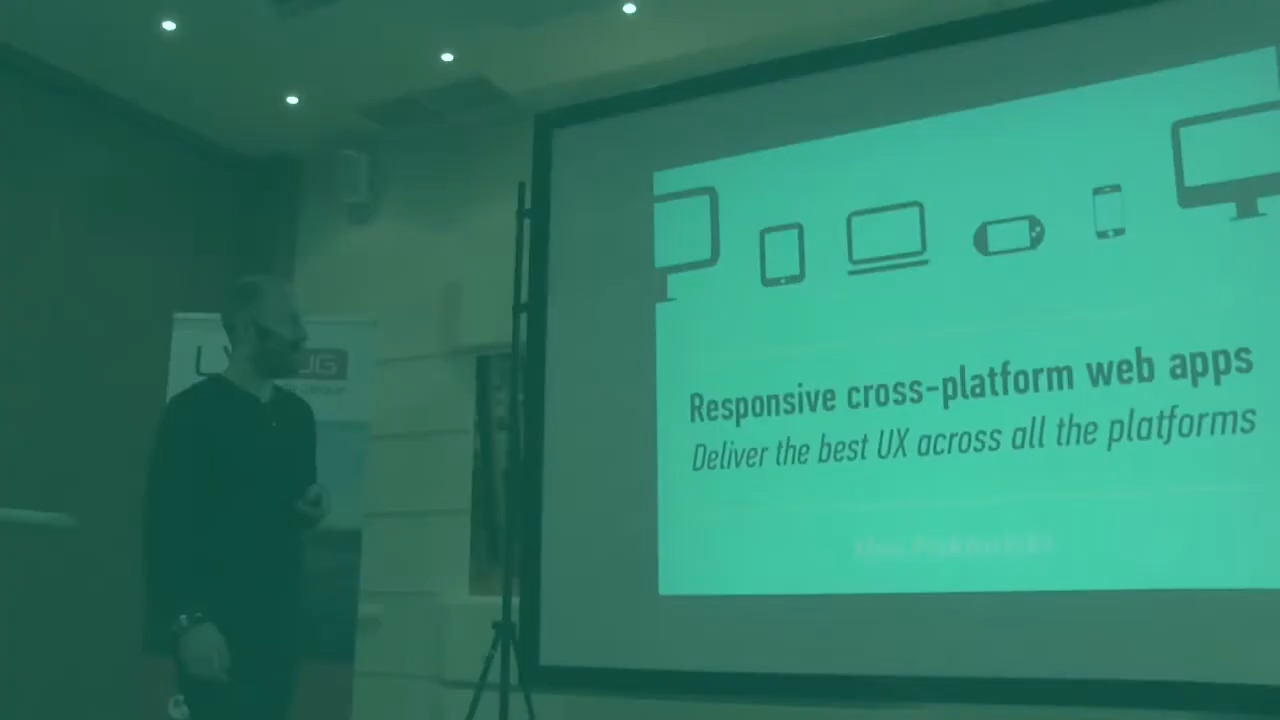 Responsive cross-platform web apps
Deliver the best UX across all the platforms